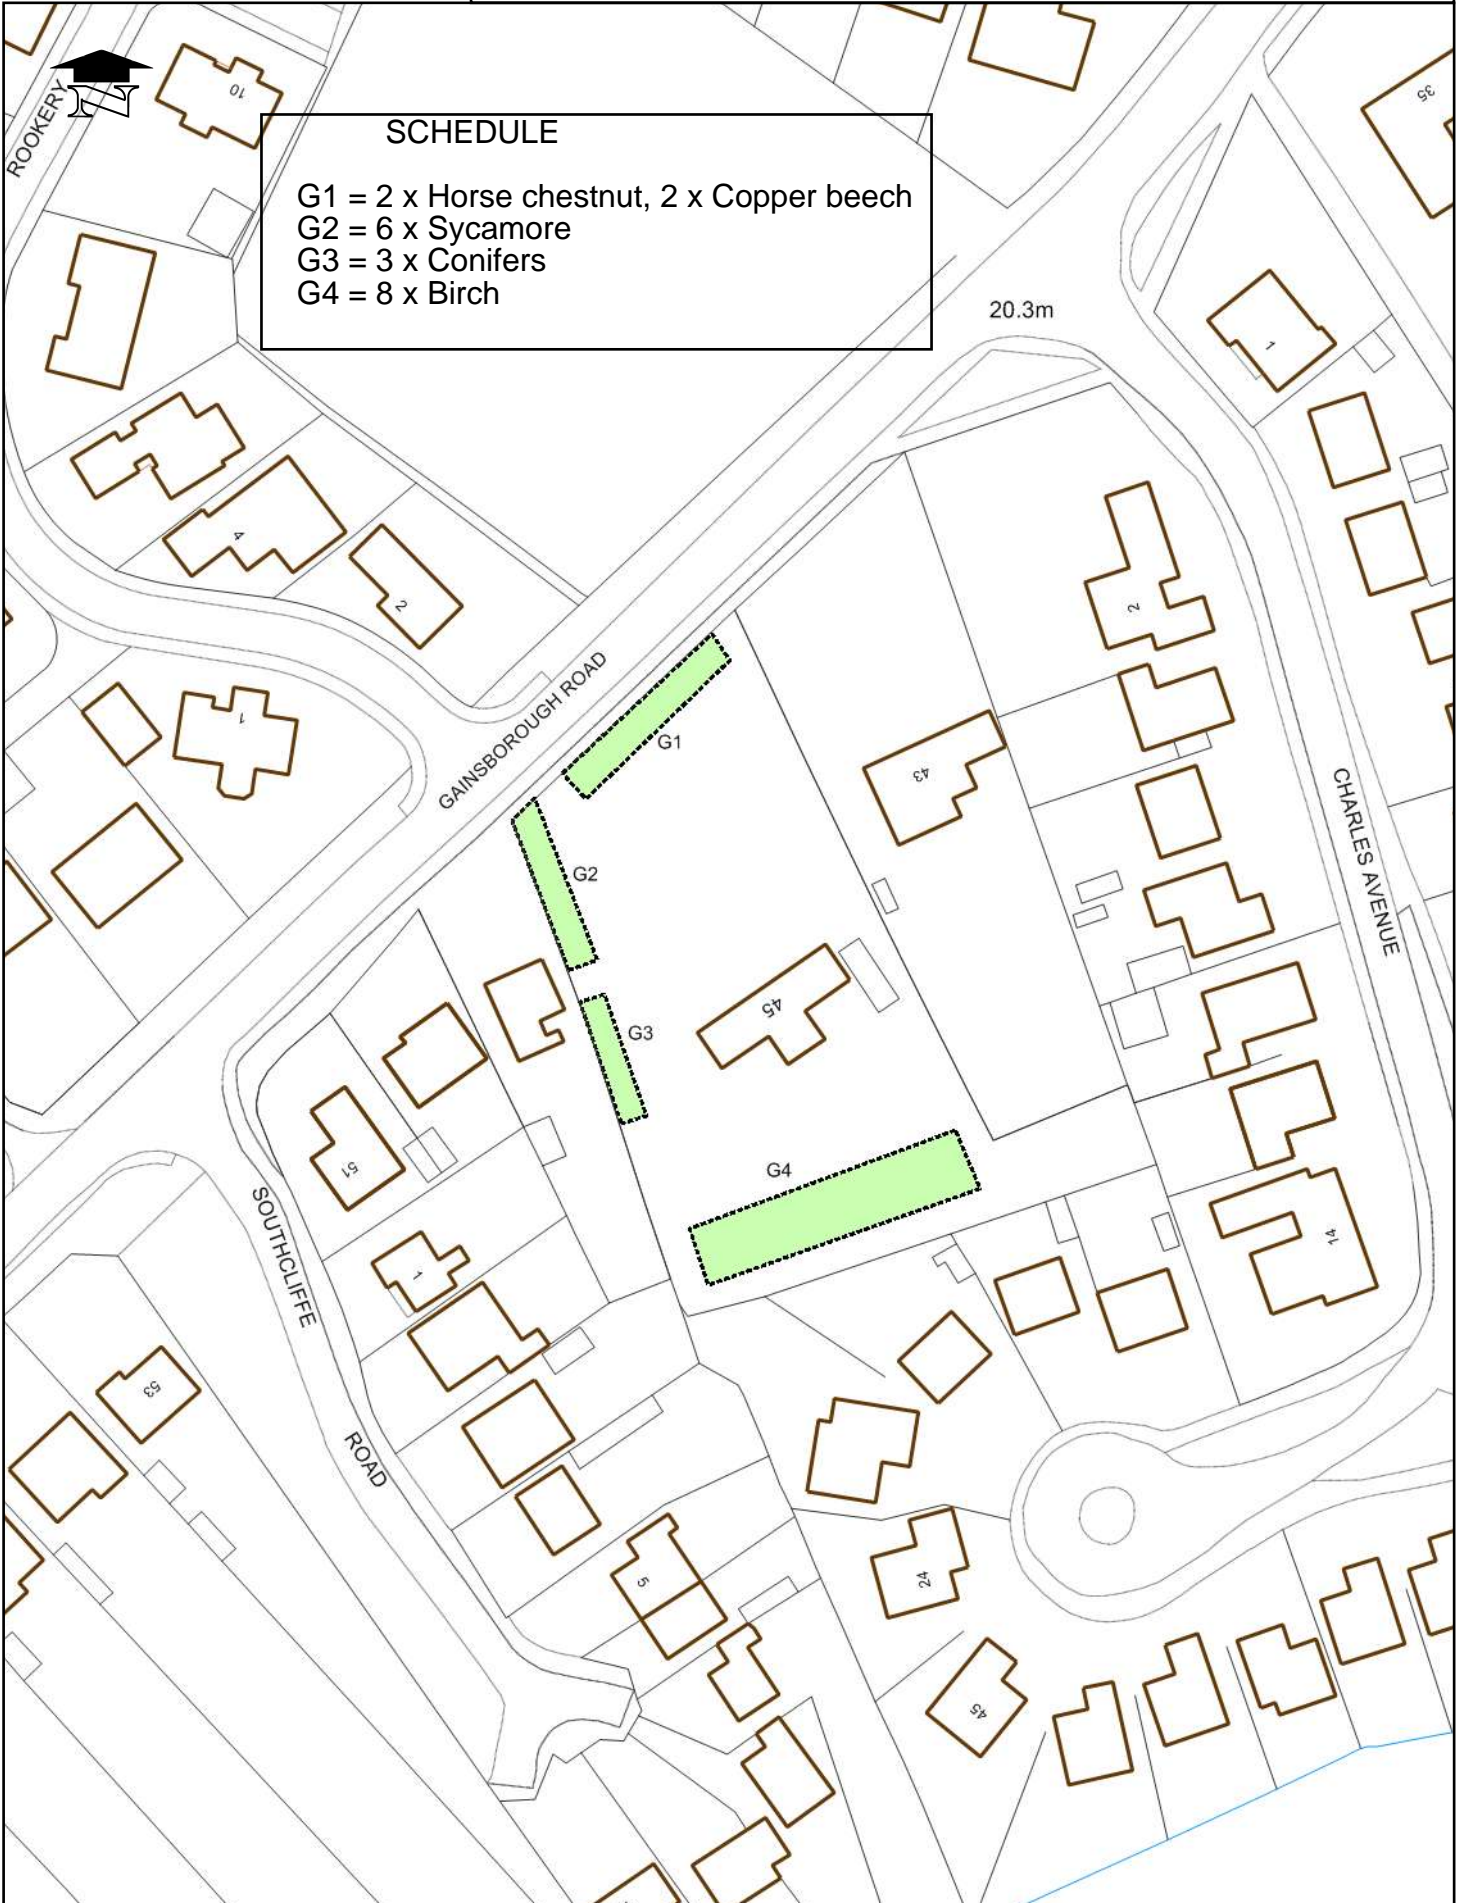 N
ROOKERY
10
35
SCHEDULE
G1 = 2 x Horse chestnut, 2 x Copper beech
G2 = 6 x Sycamore
G3 = 3 x Conifers
G4 = 8 x Birch
20.3m
1
4
2
2
GAINSBOROUGH ROAD
1
G1
43
CHARLES AVENUE
G2
45
G3
51
G4
SOUTHCLIFFE
ROAD
1
14
53
5
24
45